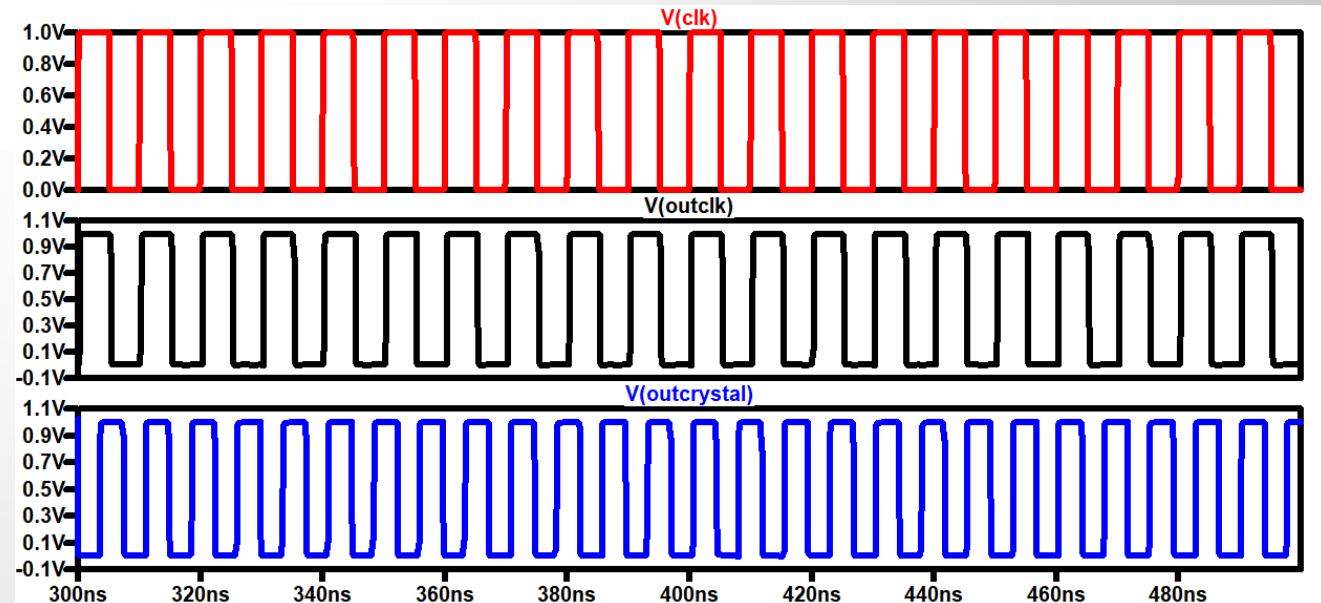 V(clk)
1.0V
0.8V
0.6V
0.4V
0.2V
0.0V
V(outclk)
1.1V
0.9V
0.7V
0.5V
0.3V
0.1V
-0.1V
V(outcrystal)
1.1V
0.9V
0.7V
0.5V
0.3V
0.1V
-0.1V
300ns 320ns 340ns 360ns 380ns 400ns 420ns 440ns 460ns 480ns